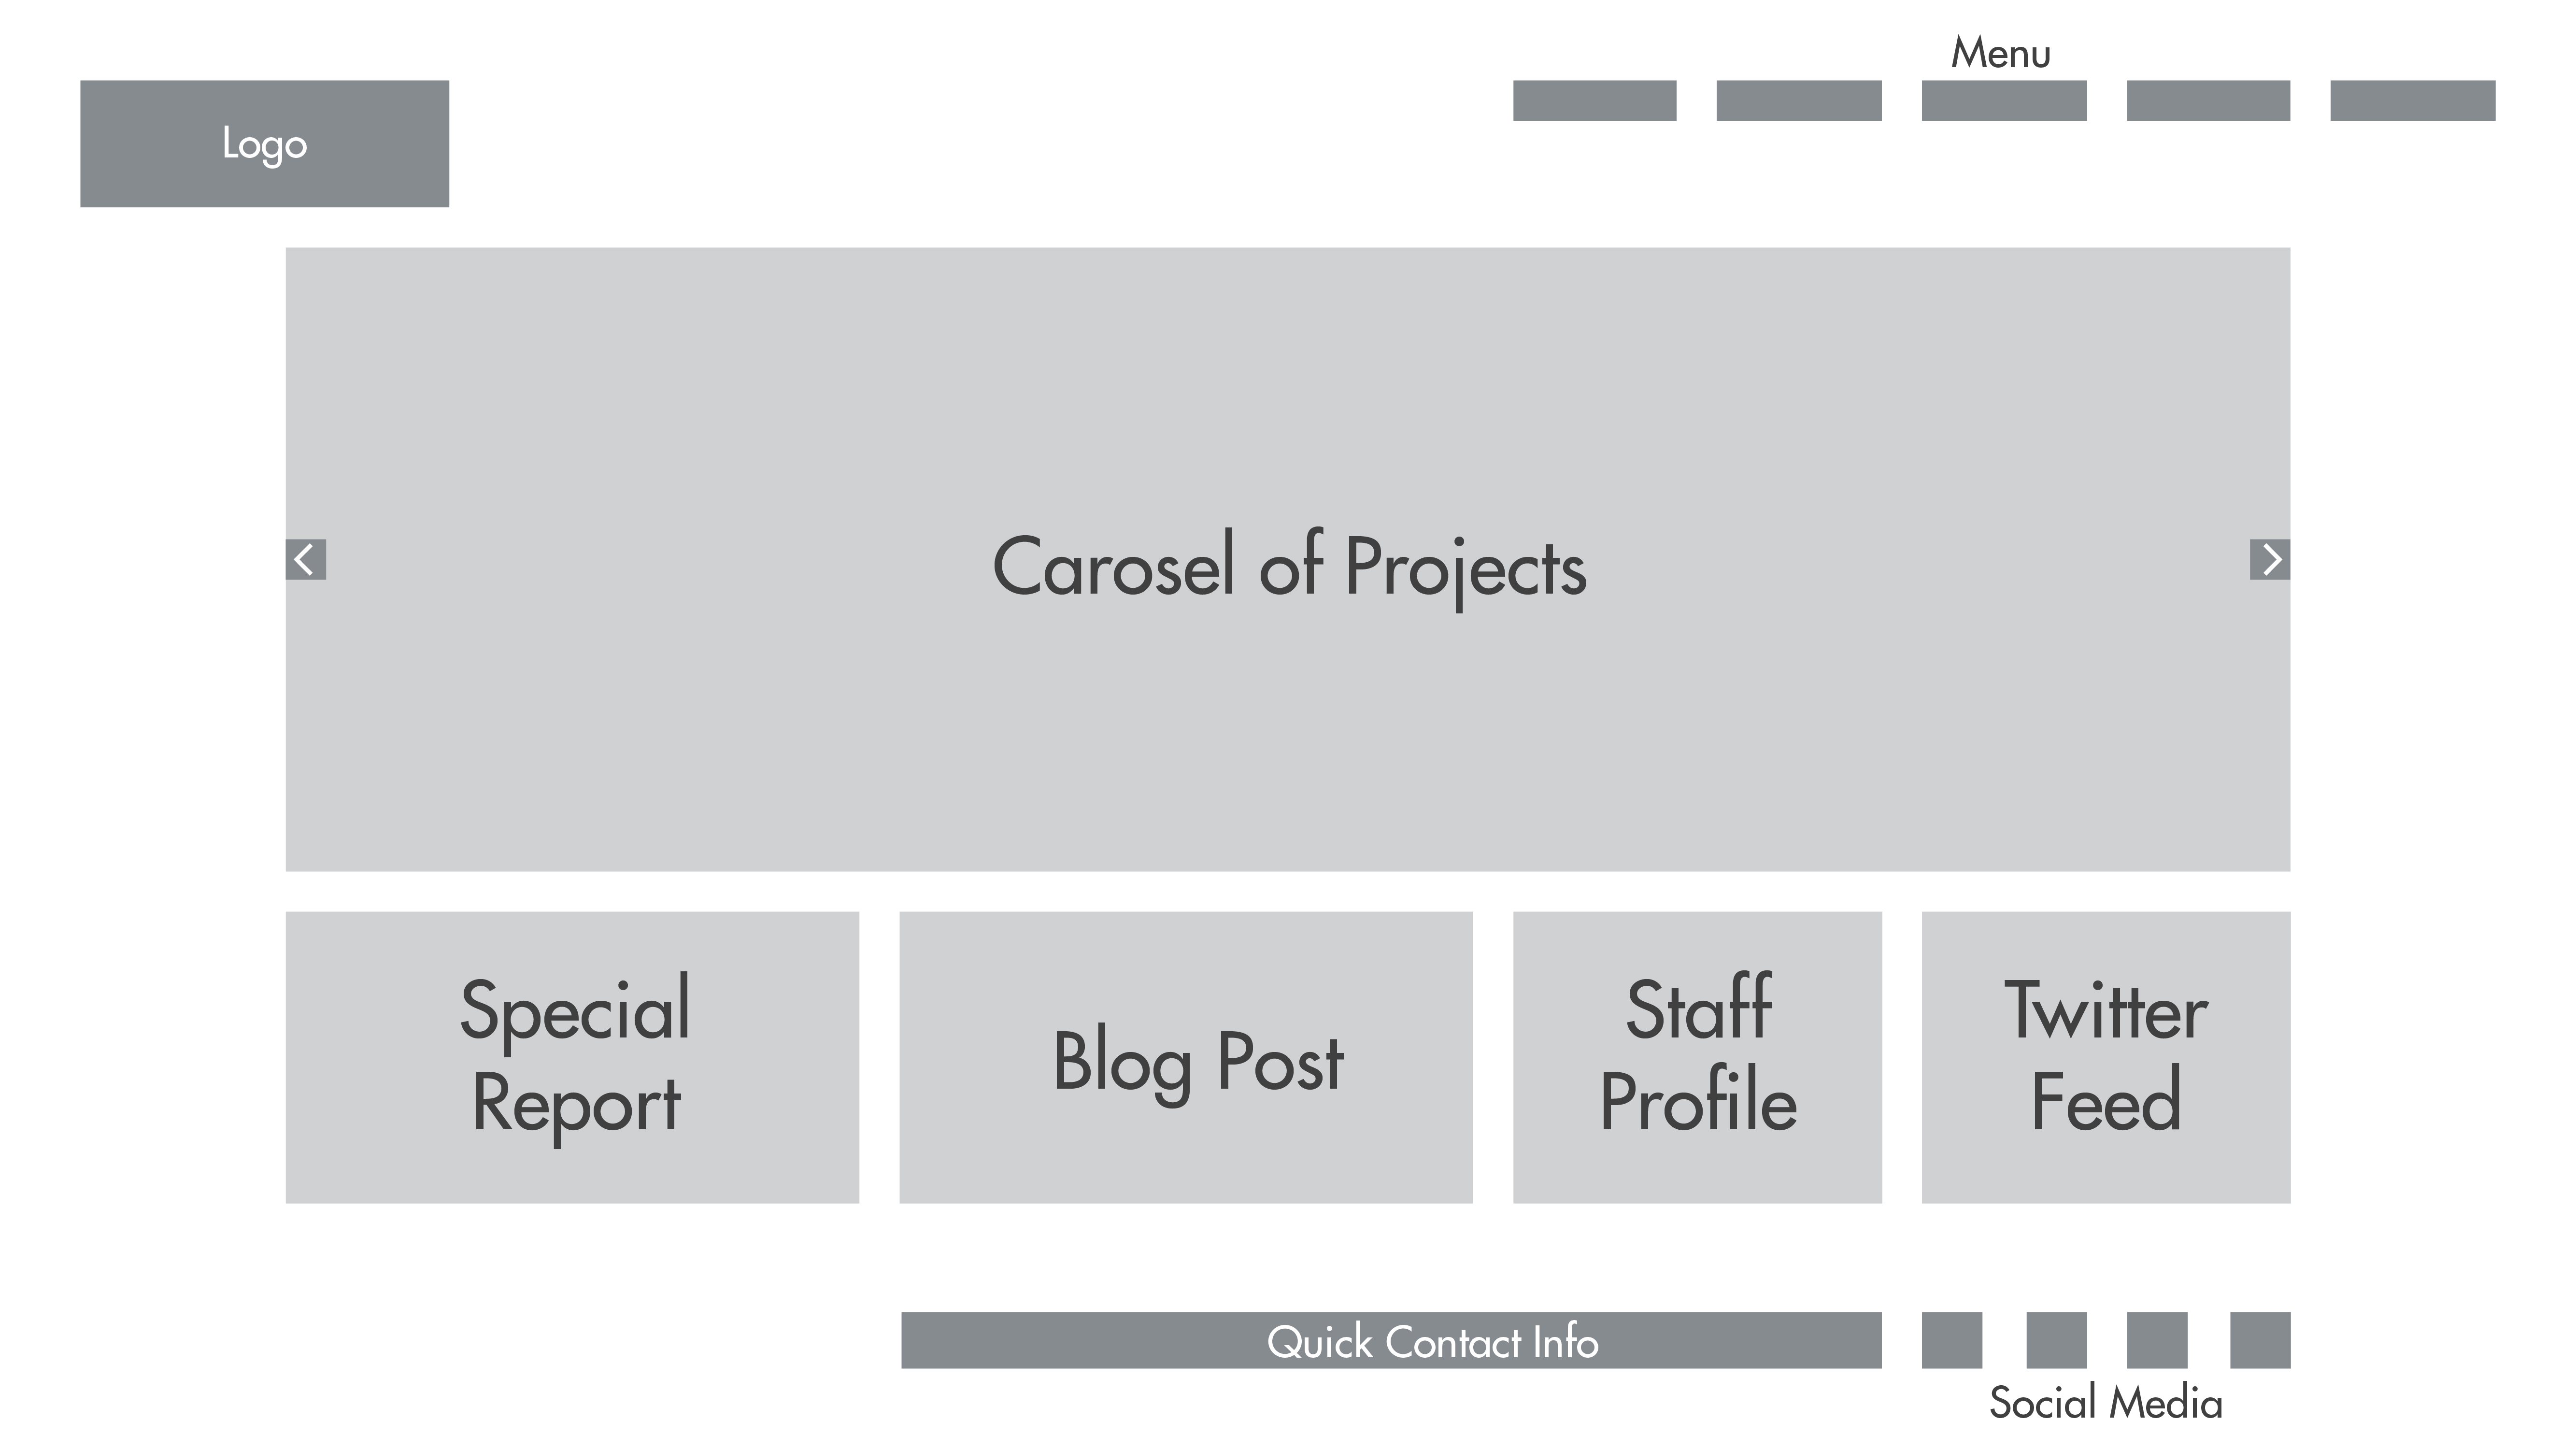 Menu
Logo
Carosel of Projects
Special
Report
Blog Post
Staff
Profile
Twitter
Feed
Quick Contact Info
Social Media